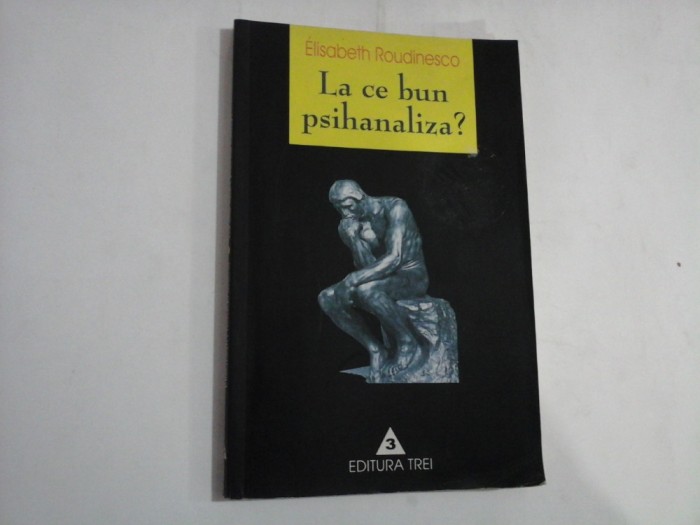 Élisabeth Roudinesco
La ce bun
psihanaliza?
3
EDITURA TREI